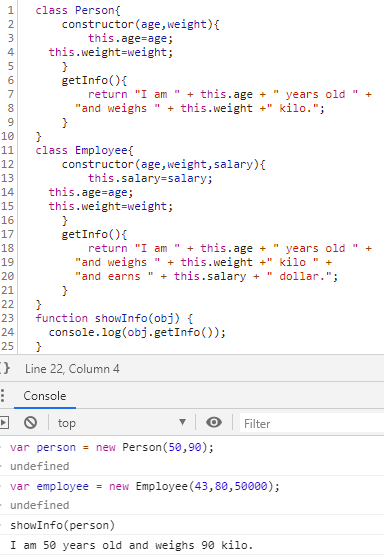 1 class Person{
2 constructor(age,weight){
3 this.age=age;
4 this.weight=weight;
5 }
6 getInfo(){
7 return "I am " + this.age + " years old " +
8 "and weighs " + this.weight +" kilo.";
9 }
10 }
11 class Employee{
12 constructor(age,weight,salary){
13 this.salary=salary;
14 this.age=age;
15 this.weight=weight;
16 }
17 getInfo(){
18 return "I am " + this.age + " years old " +
19 "and weighs " + this.weight +" kilo " +
20 "and earns " + this.salary + " dollar.";
21 }
22 }
23 function showInfo(obj) {
24 console.log(obj.getInfo());
25 }
{} Line 22, Column 4
Console
top ▼ Filter
var person = new Person(50,90);
undefined
var employee = new Employee(43,80,50000);
undefined
showInfo(person)
I am 50 years old and weighs 90 kilo.